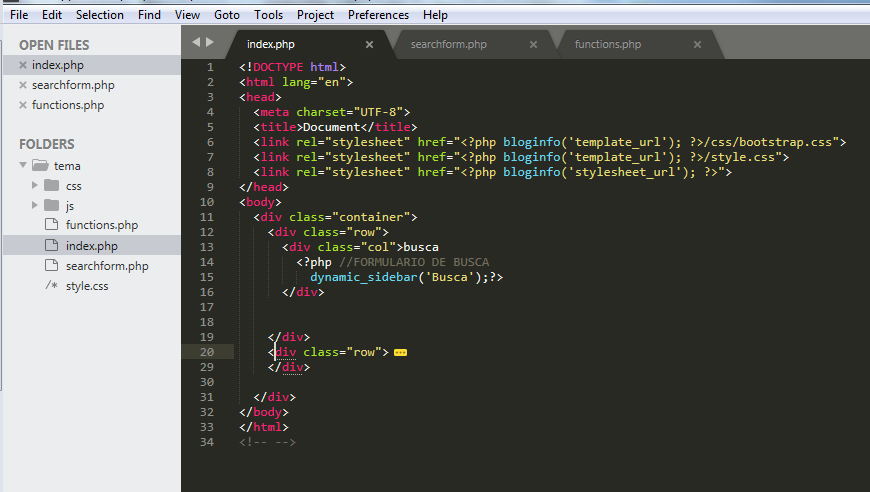 File Edit Selection Find View Goto Tools Project Preferences Help
OPEN FILES
index.php
searchform.php
functions.php
FOLDERS
tema
css
js
functions.php
index.php
searchform.php
/* style.css
index.php searchform.php functions.php
1 <!DOCTYPE html>
2 <html lang="en">
3 <head>
4 <meta charset="UTF-8">
5 <title>Document</title>
6 <link rel="stylesheet" href="<?php bloginfo('template_url'); ?>/css/bootstrap.css">
7 <link rel="stylesheet" href="<?php bloginfo('template_url'); ?>/style.css">
8 <link rel="stylesheet" href="<?php bloginfo('stylesheet_url'); ?>">
9 </head>
10 <body>
11 <div class="container">
12 <div class="row">
13 <div class="col">busca
14 <?php //FORMULARIO DE BUSCA
15 dynamic_sidebar('Busca');?>
16 </div>
17
18
19 </div>
20 <div class="row">
29 </div>
30
31 </div>
32 </body>
33 </html>
34 <!-- -->